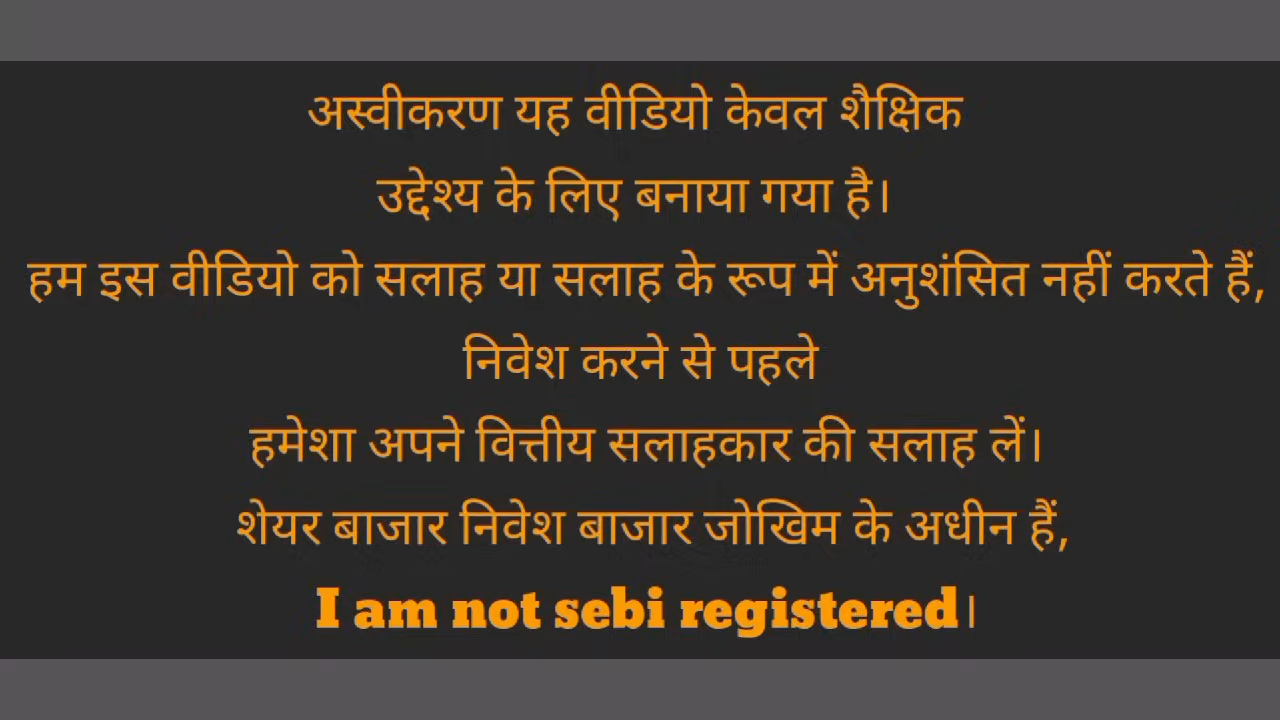 अस्वीकरण यह वीडियो केवल शैक्षिक
उद्देश्य के लिए बनाया गया है।
हम इस वीडियो को सलाह या सलाह के रूप में अनुशंसित नहीं करते हैं,
निवेश करने से पहले
हमेशा अपने वित्तीय सलाहकार की सलाह लें।
शेयर बाजार निवेश बाजार जोखिम के अधीन हैं,
I am not sebi registered।